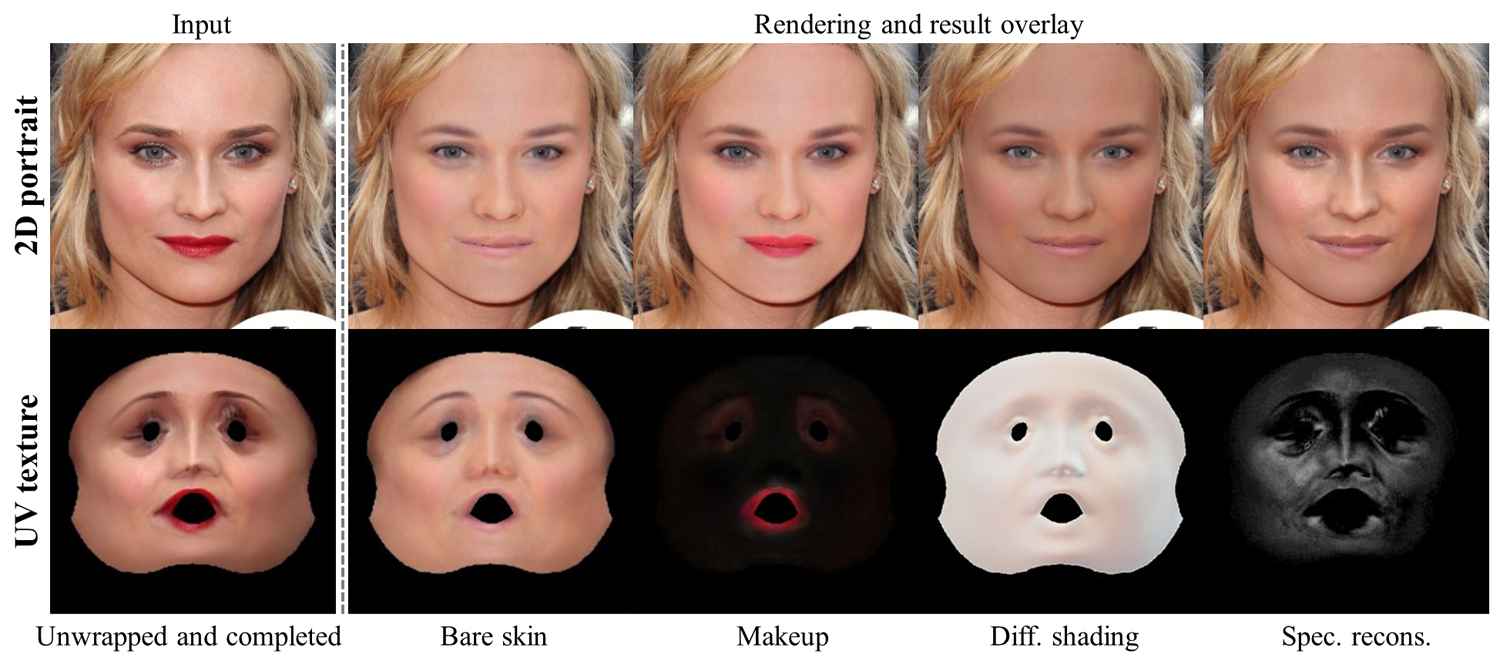 Input
Rendering and result overlay
2D portrait
UV texture
Unwrapped and completed
Bare skin
Makeup
Diff. shading
Spec. recons.